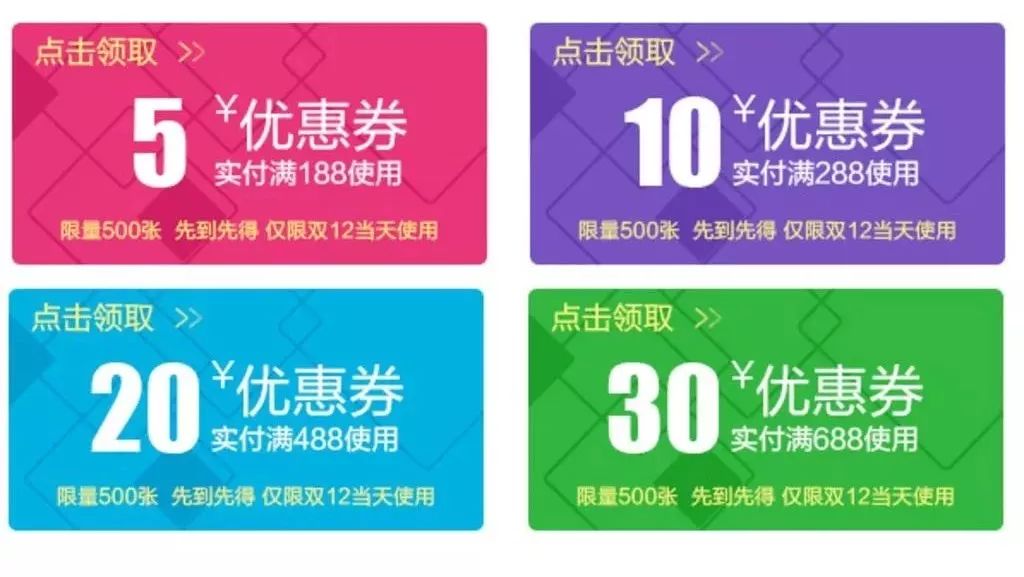 点击领取 >>
5 ¥优惠券
实付满188使用
限量500张 先到先得 仅限双12当天使用
点击领取 >>
10 ¥优惠券
实付满288使用
限量500张 先到先得 仅限双12当天使用
点击领取 >>
20 ¥优惠券
实付满488使用
限量500张 先到先得 仅限双12当天使用
点击领取 >>
30 ¥优惠券
实付满688使用
限量500张 先到先得 仅限双12当天使用